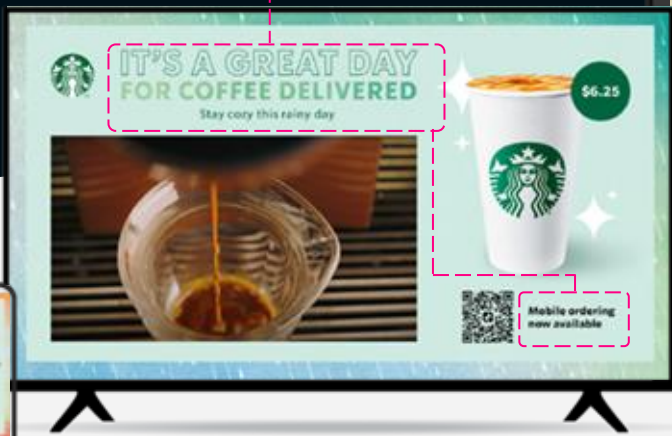 IT'S A GREAT DAY
FOR COFFEE DELIVERED
Stay cozy this rainy day
$6.25
Mobile ordering
now available